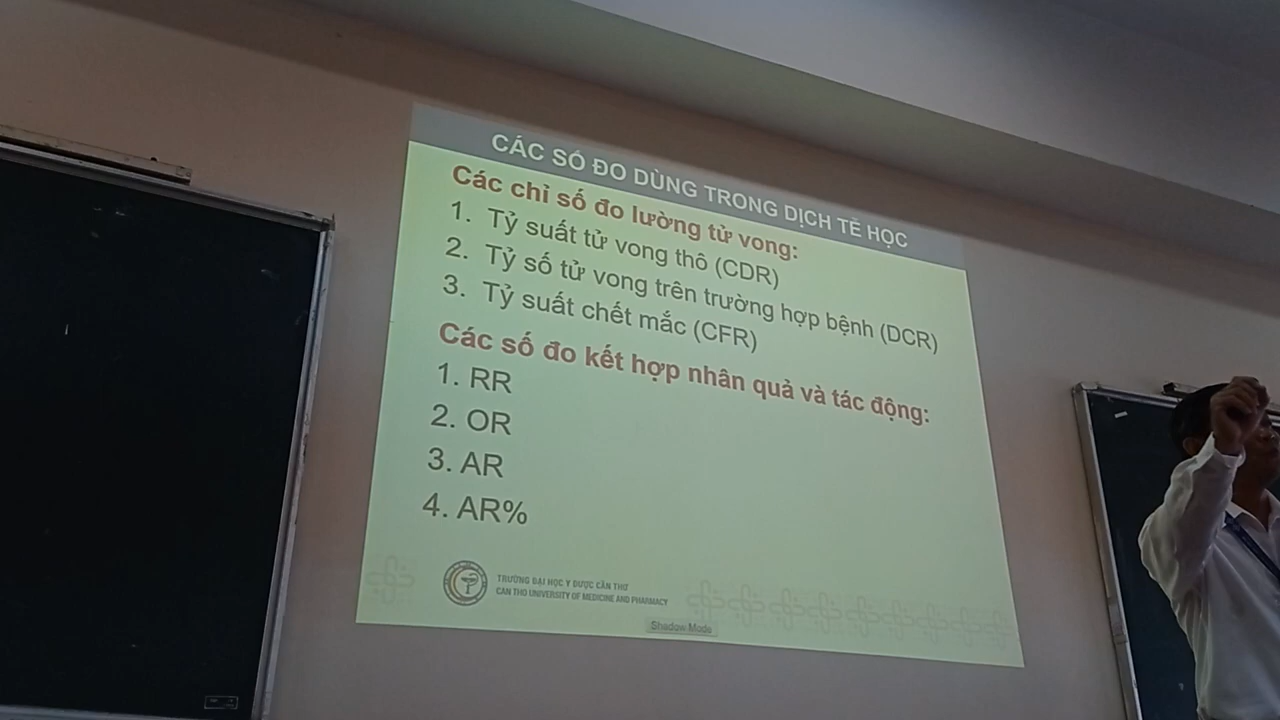 CÁC SỐ ĐO DÙNG TRONG DỊCH TỄ HỌC
Các chỉ số đo lường tử vong:
1. Tỷ suất tử vong thô (CDR)
2. Tỷ số tử vong trên trường hợp bệnh (DCR)
3. Tỷ suất chết mắc (CFR)
Các số đo kết hợp nhân quả và tác động:
1. RR
2. OR
3. AR
4. AR%
TRƯỜNG ĐẠI HỌC Y DƯỢC CẦN THƠ
CAN THO UNIVERSITY OF MEDICINE AND PHARMACY
Shadow Mode